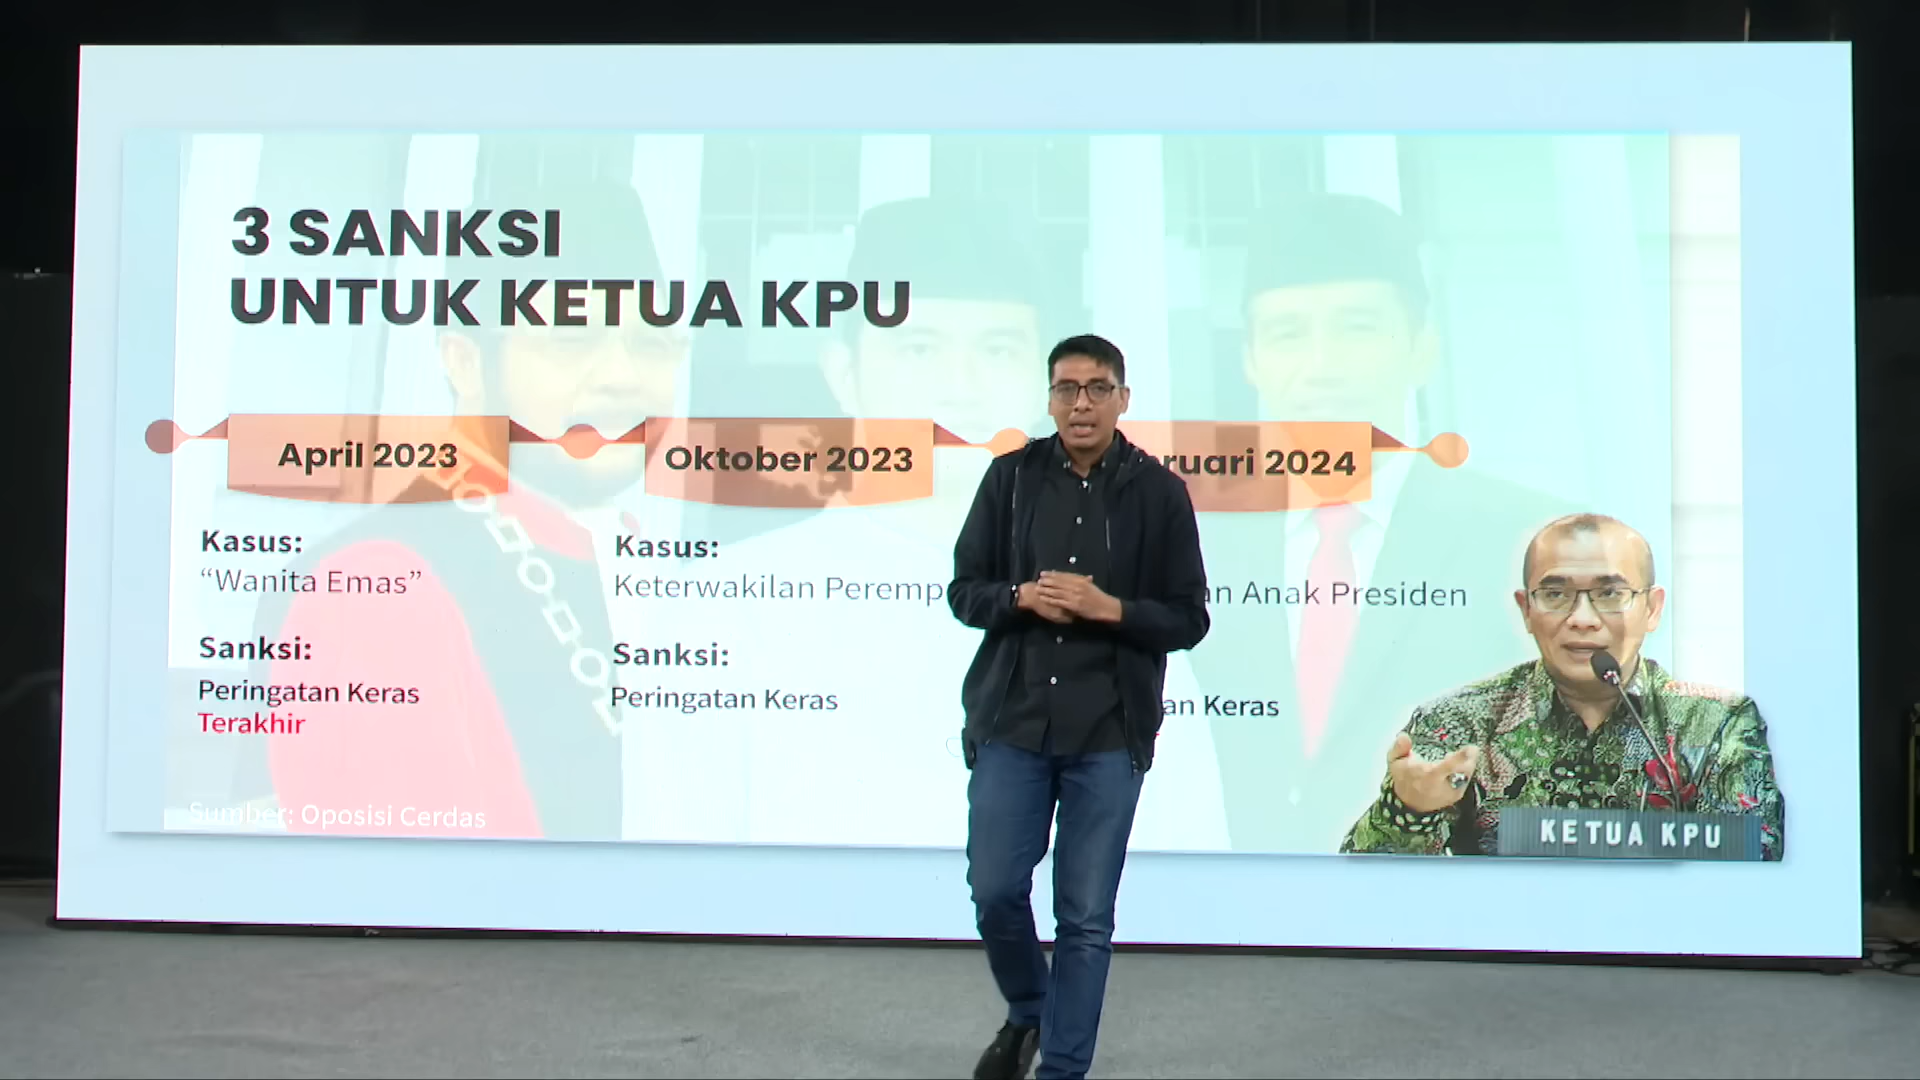 3 SANKSI
UNTUK KETUA KPU
April 2023
Kasus:
“Wanita Emas”
Sanksi:
Peringatan Keras
Terakhir
Oktober 2023
Kasus:
Keterwakilan Peremp
Sanksi:
Peringatan Keras
ruari 2024
an Anak Presiden
an Keras
Sumber: Oposisi Cerdas
KETUA KPU